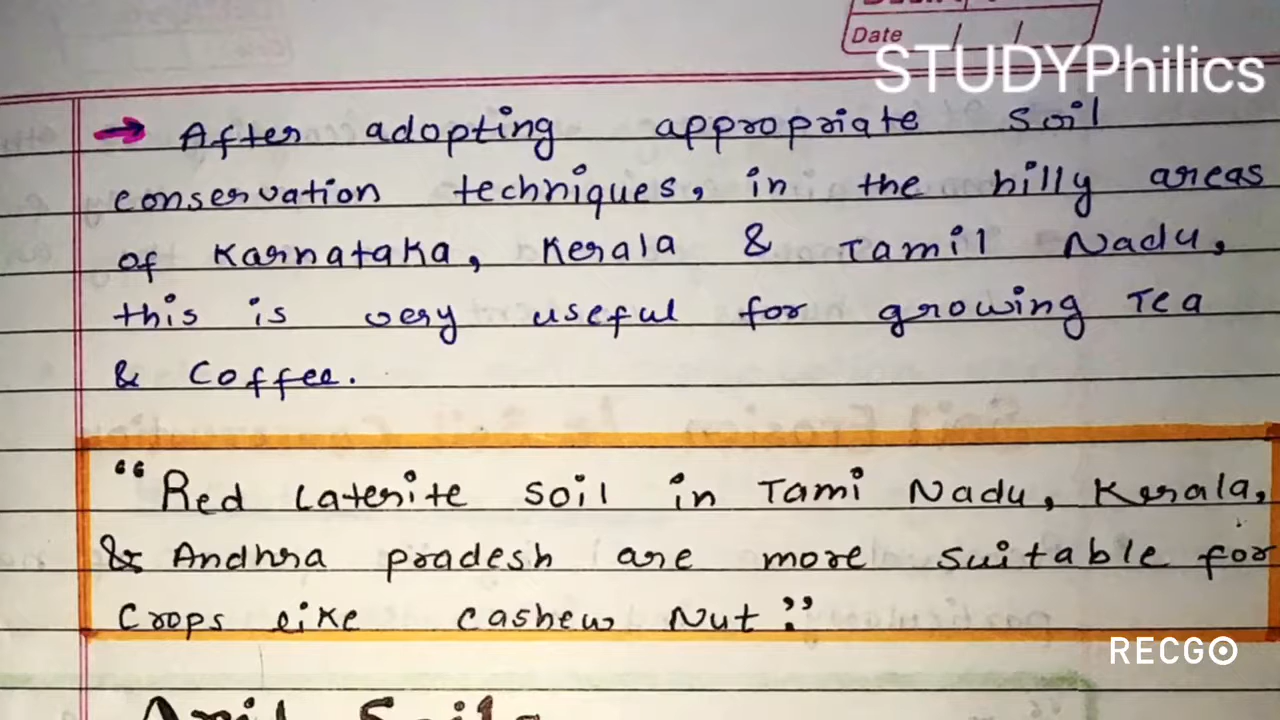 Date / /
STUDYPhilics
→ After adopting appropriate soil
conservation techniques, in the hilly areas
of Karnataka, Kerala & Tamil Nadu,
this is very useful for growing Tea
& Coffee.
“Red Laterite soil in Tami Nadu, Kerala,
& Andhra pradesh are more suitable for
Crops like cashew Nut.”
RECGO
Arid Soils